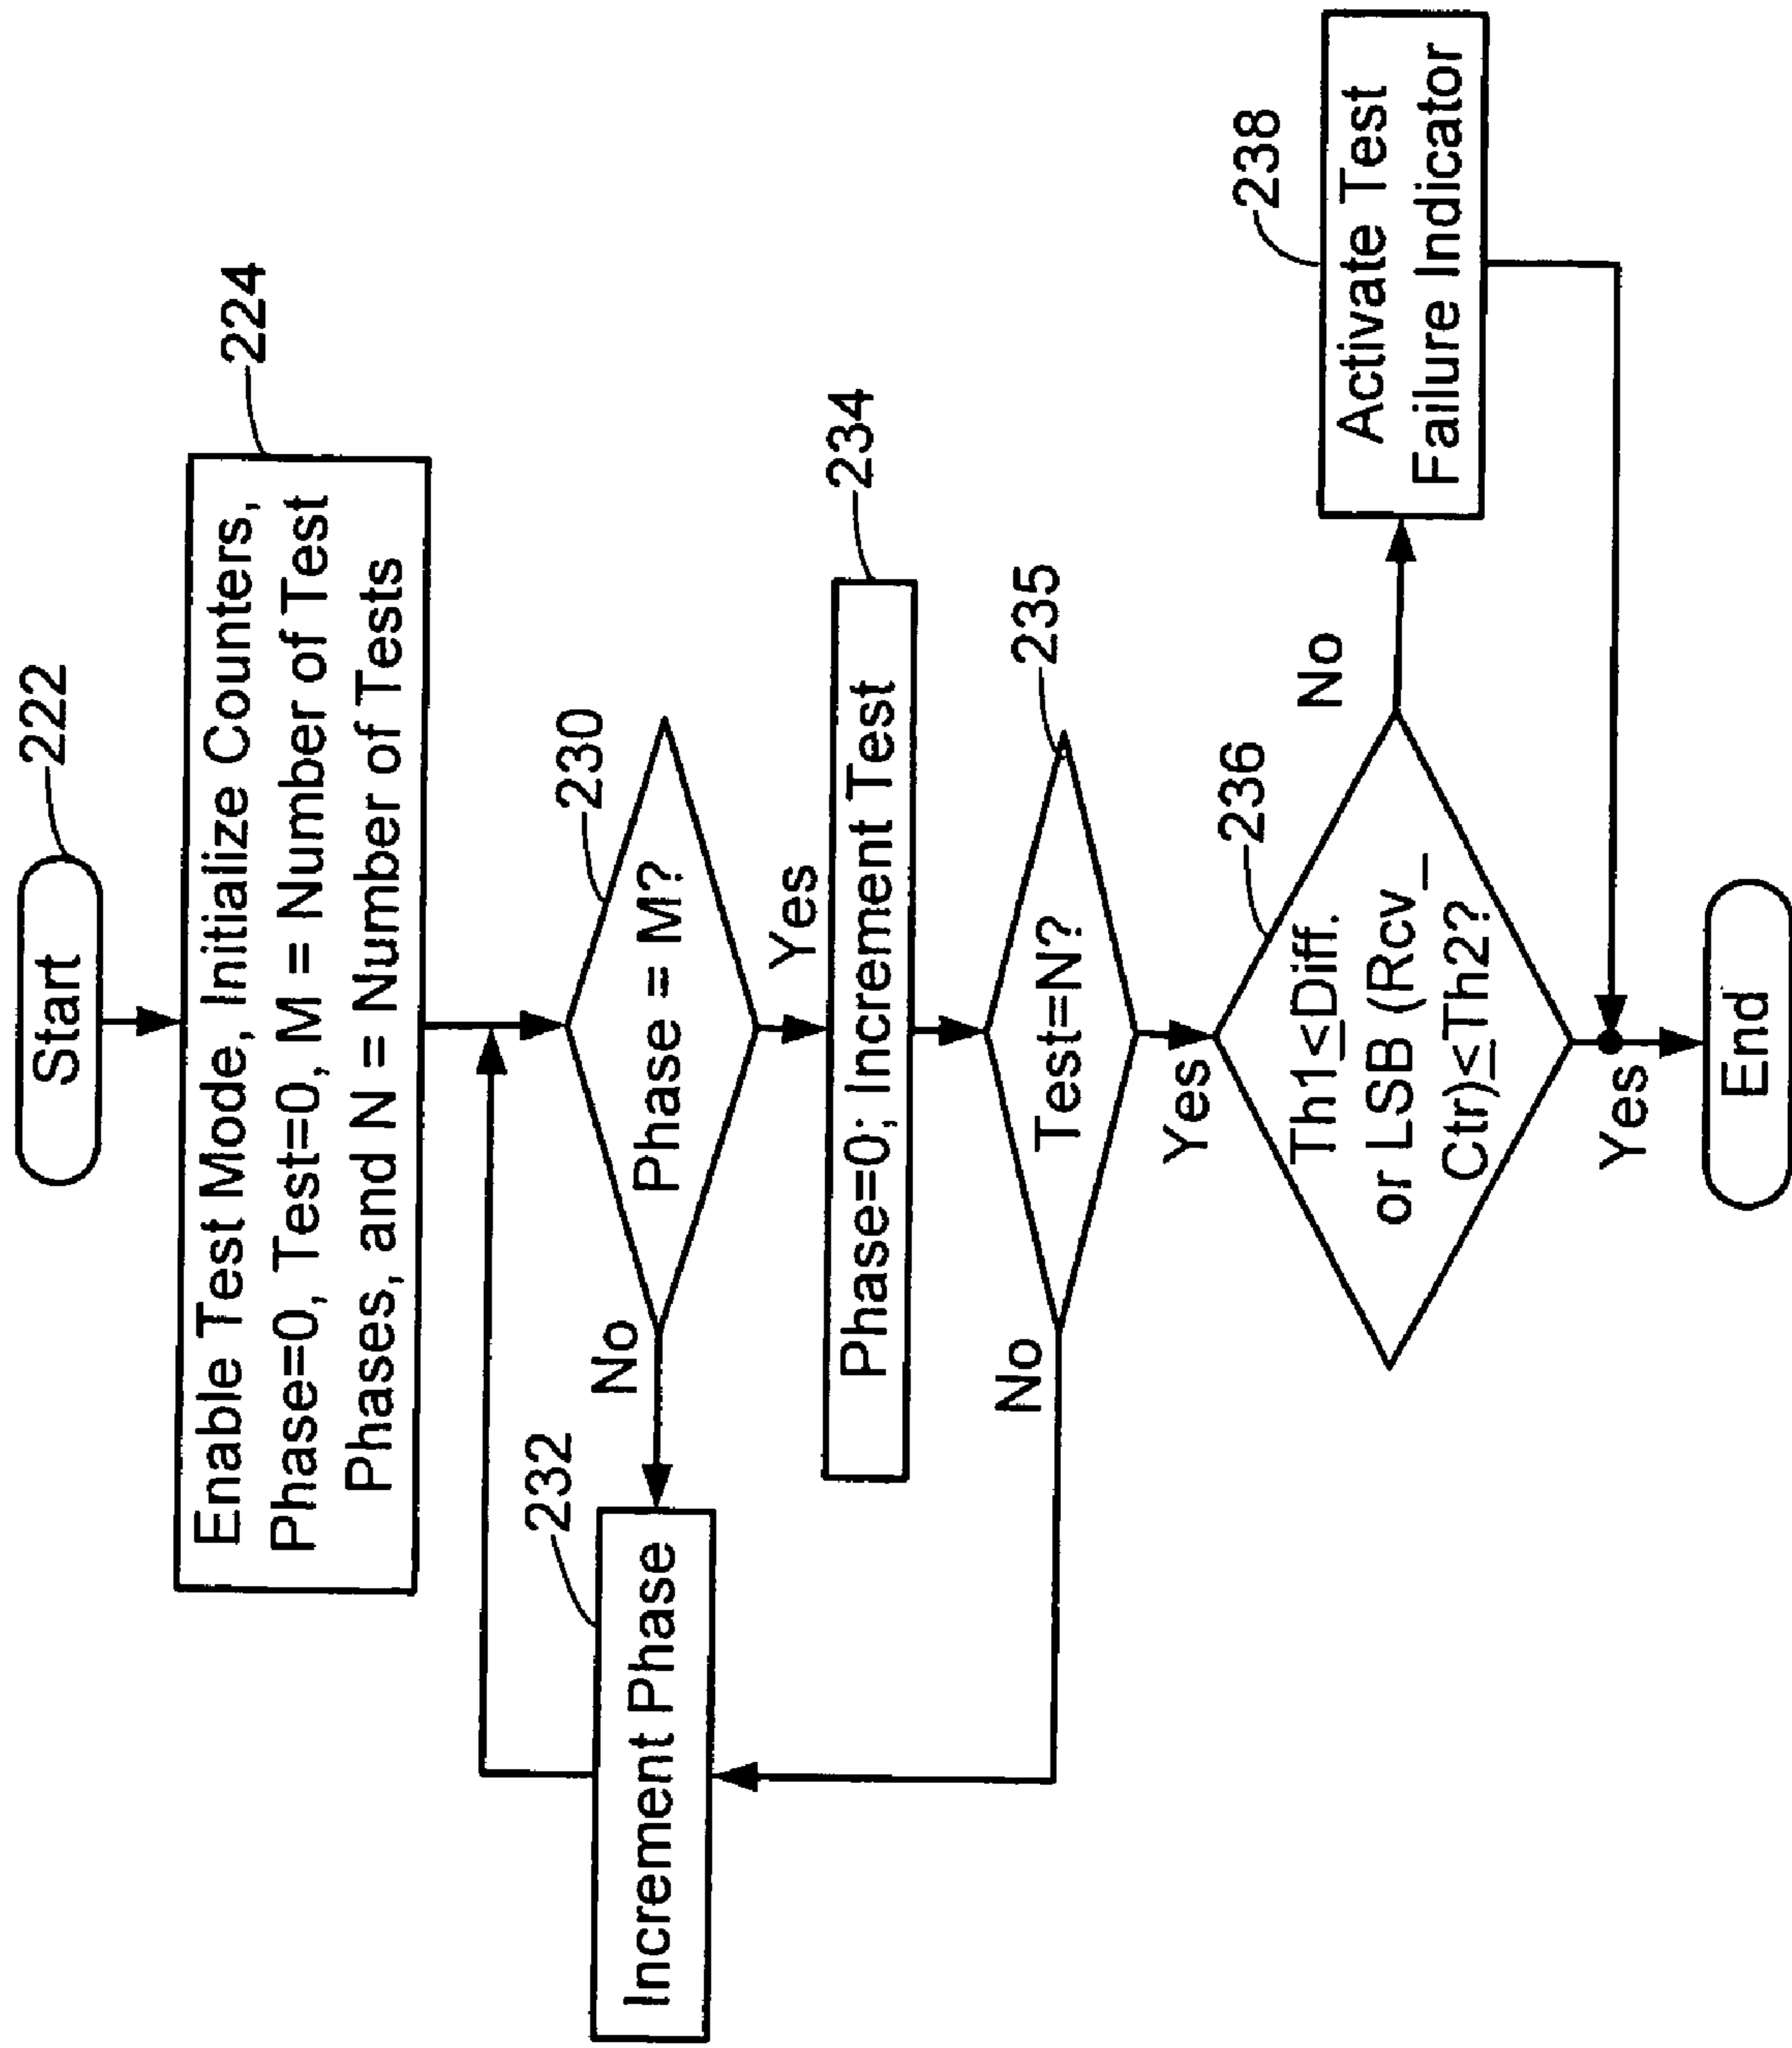 Start
222
Enable Test Mode, Initialize Counters,
Phase=0, Test=0, M = Number of Test
Phases, and N = Number of Tests
224
Phase = M?
230
No
Yes
Increment Phase
232
Phase=0; Increment Test
234
Test=N?
235
No
Yes
Th1≤Diff.
or LSB (Rcv_
Ctr)≤Th2?
236
No
Yes
Activate Test
Failure Indicator
238
End